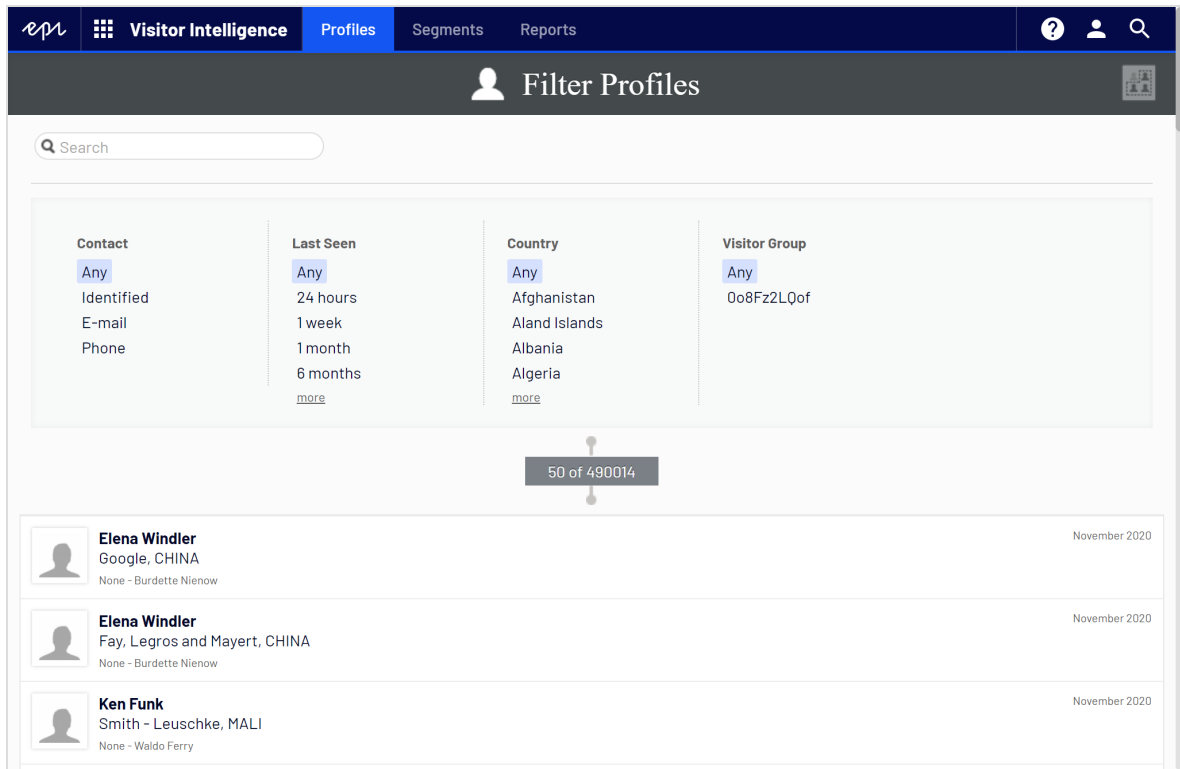 epi Visitor Intelligence Profiles Segments Reports ?
Filter Profiles
Search
Contact
Any
Identified
E-mail
Phone
Last Seen
Any
24 hours
1 week
1 month
6 months
more
Country
Any
Afghanistan
Aland Islands
Albania
Algeria
more
Visitor Group
Any
0o8Fz2LQof
50 of 490014
Elena Windler November 2020
Google, CHINA
None - Burdette Nienow
Elena Windler November 2020
Fay, Legros and Mayert, CHINA
None - Burdette Nienow
Ken Funk November 2020
Smith - Leuschke, MALI
None - Waldo Ferry